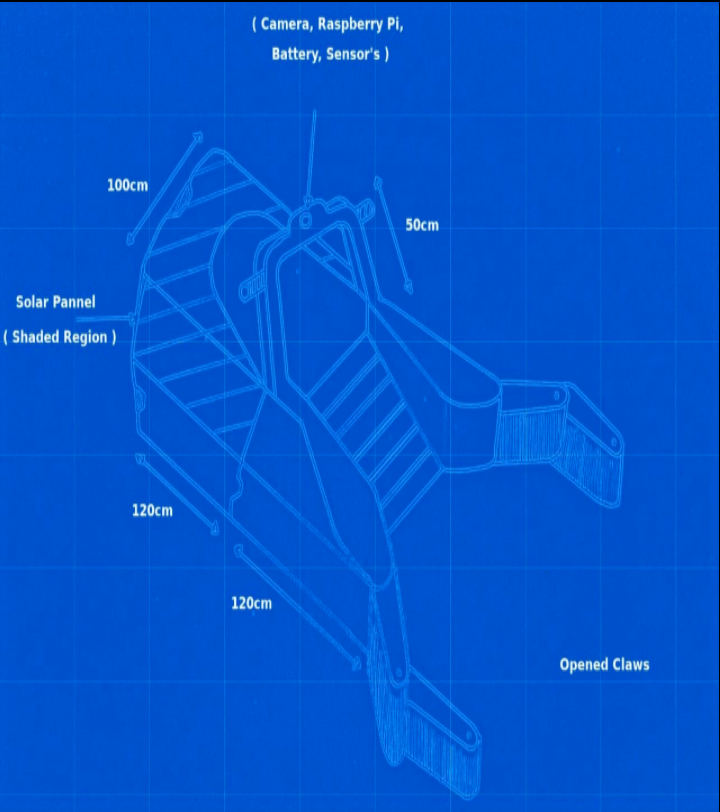 ( Camera, Raspberry Pi,
Battery, Sensor's )
100cm
50cm
Solar Pannel
( Shaded Region )
120cm
120cm
Opened Claws